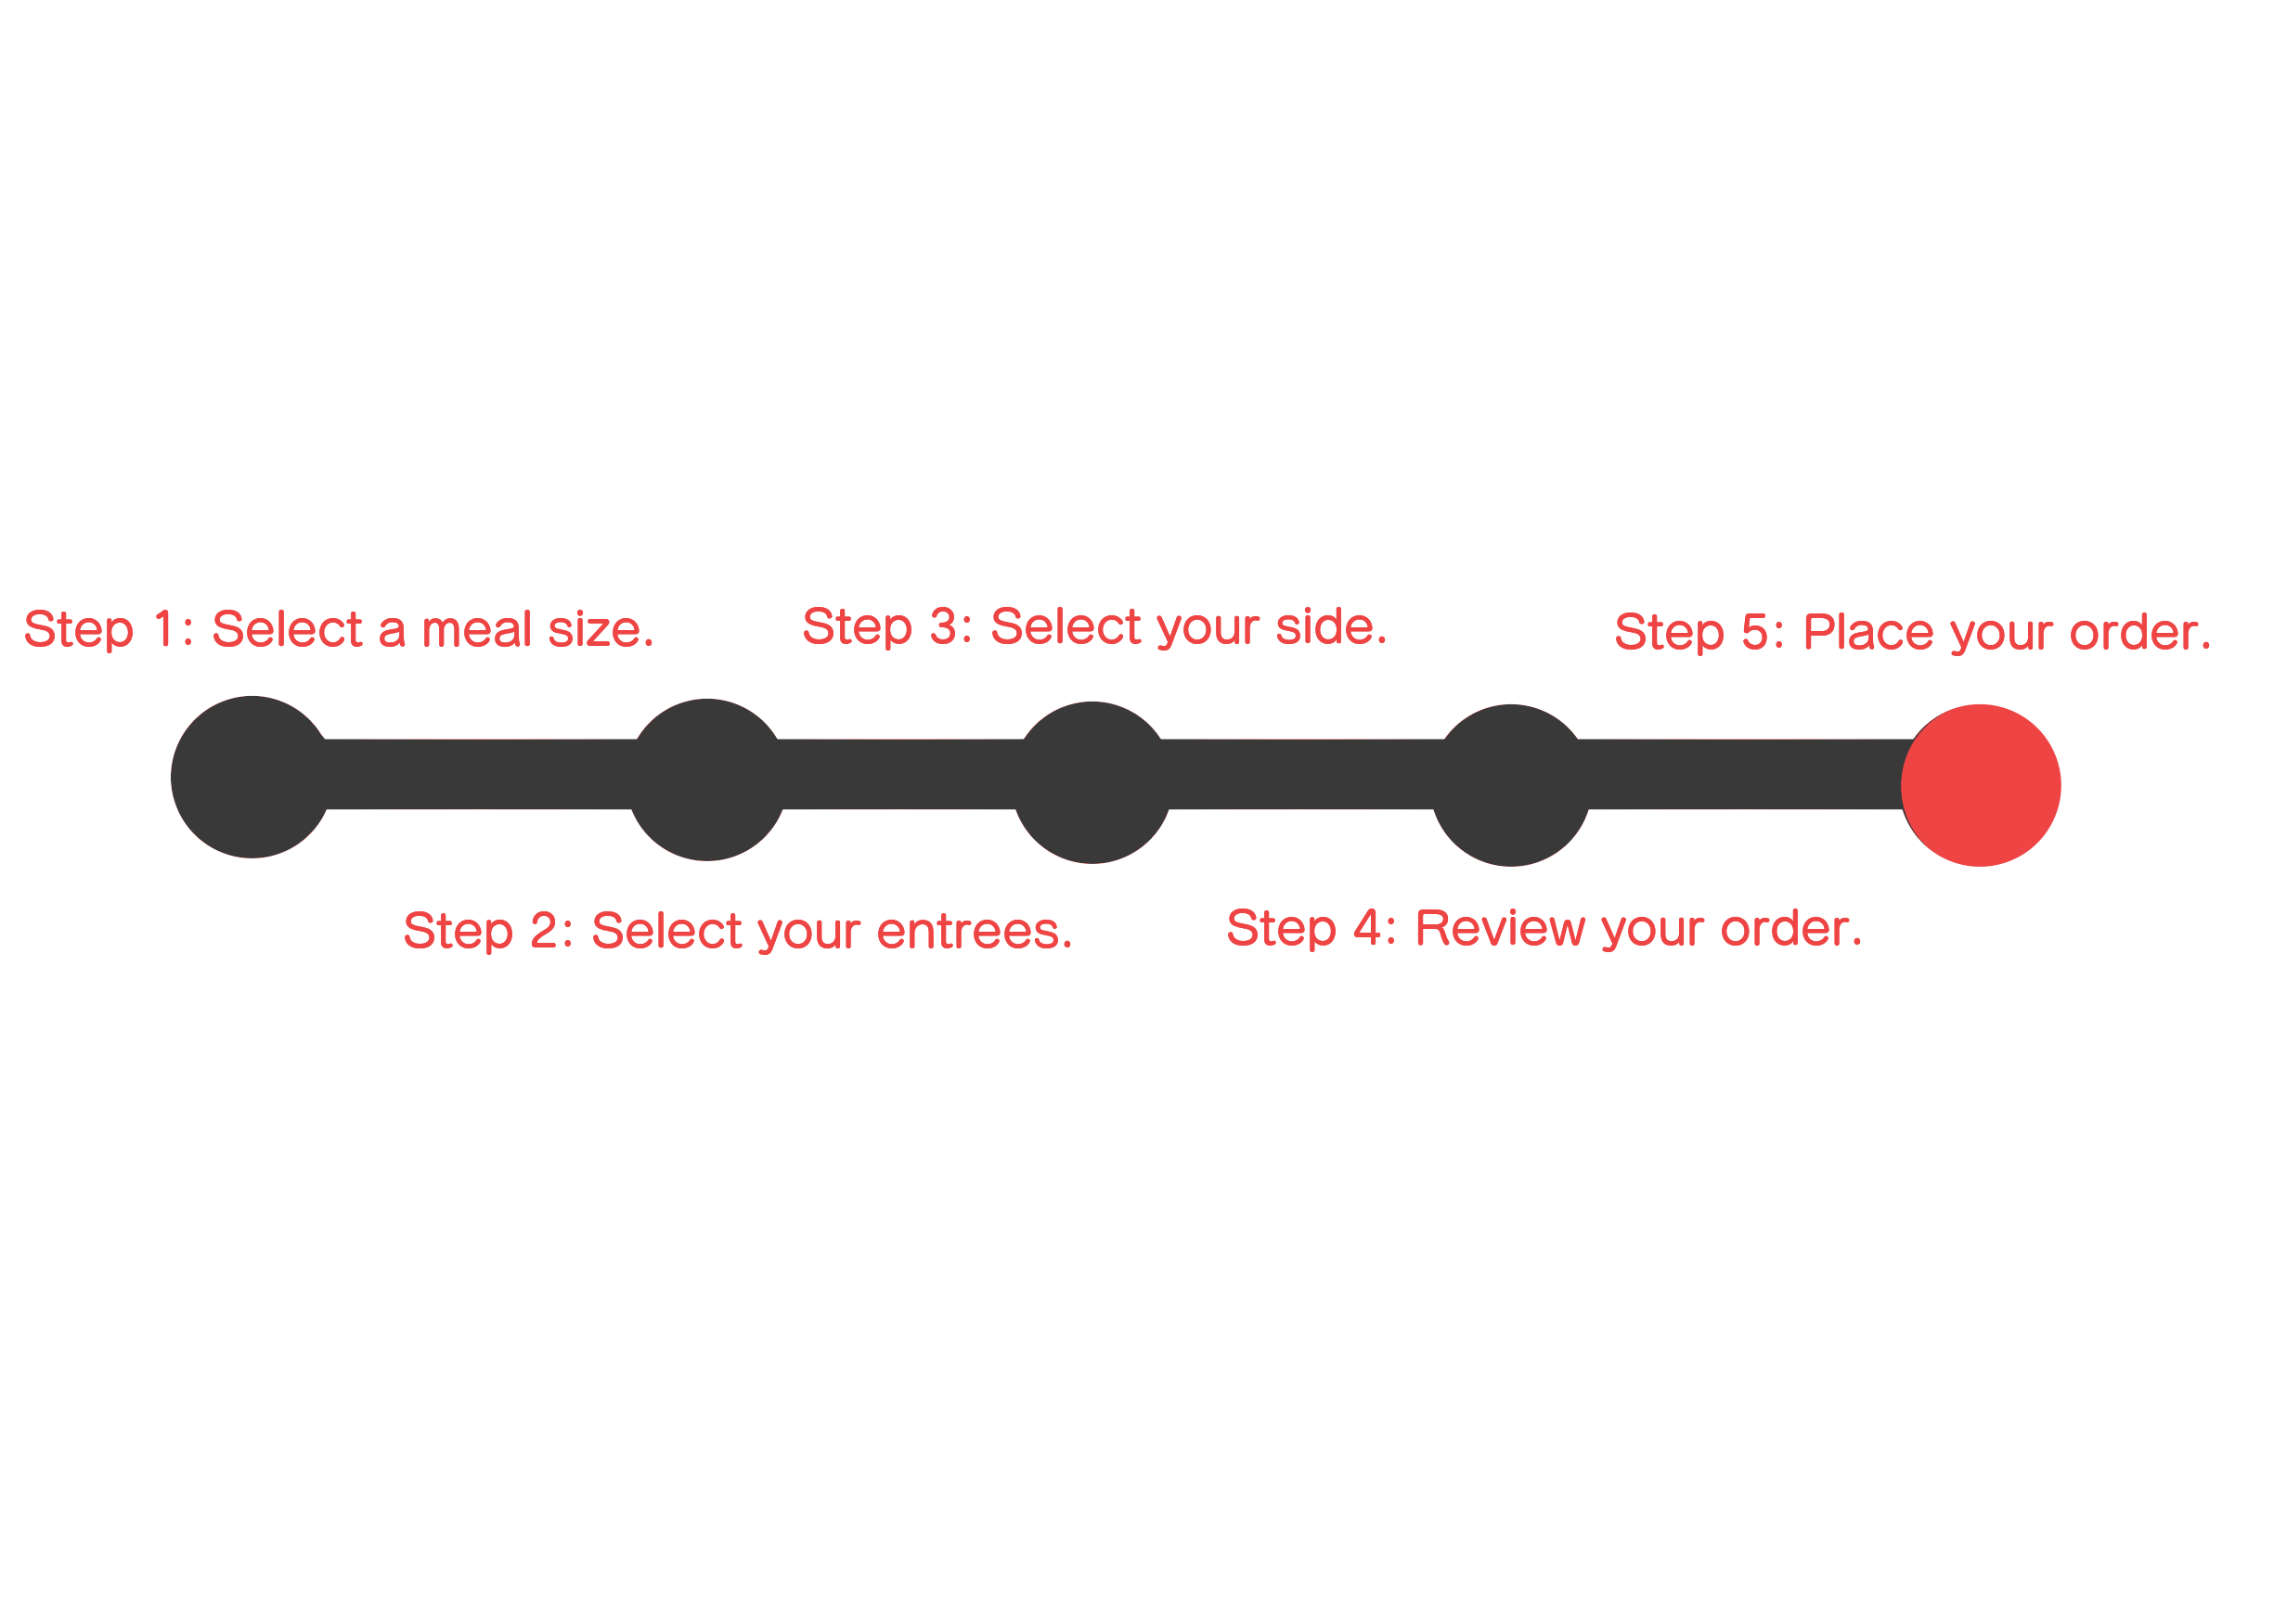 Step 1: Select a meal size.
Step 2: Select your entrees.
Step 3: Select your side.
Step 4: Review your order.
Step 5: Place your order.